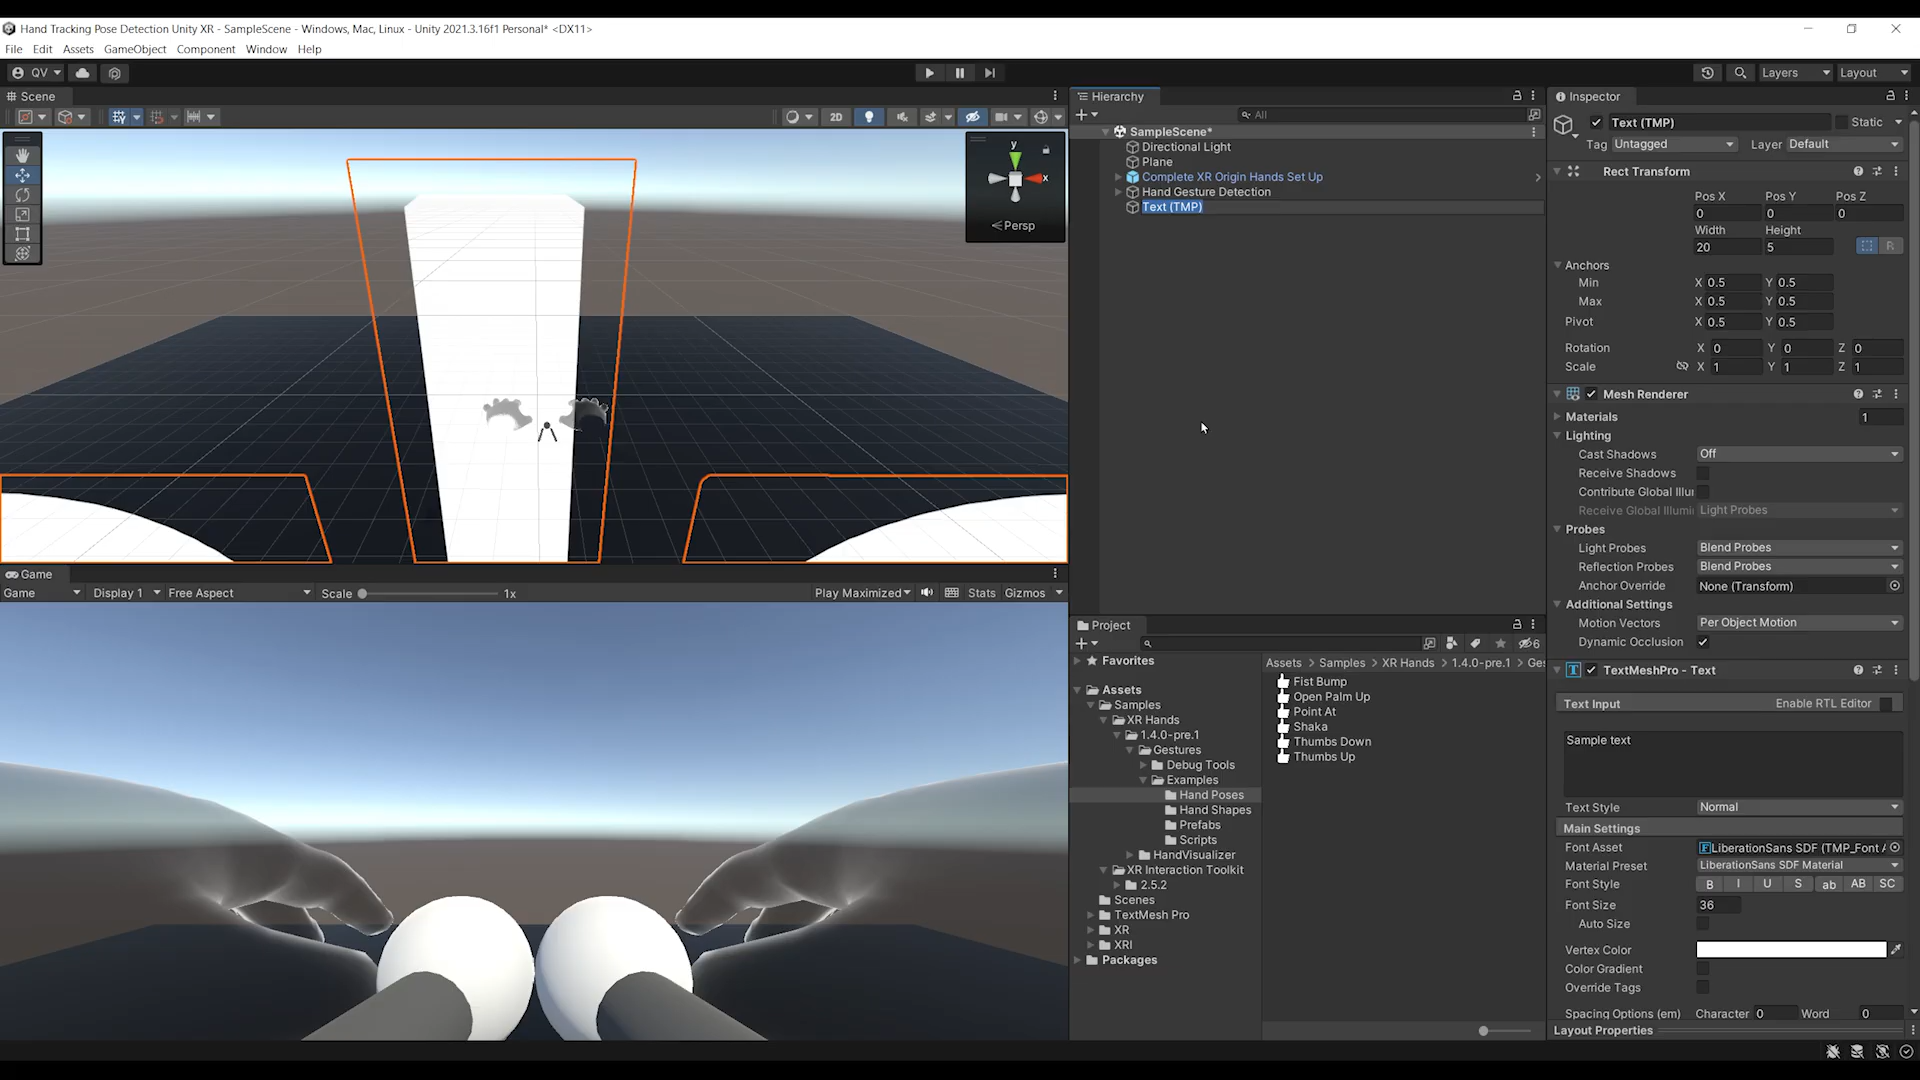 Hand Tracking Pose Detection Unity XR - SampleScene - Windows, Mac, Linux - Unity 2021.3.16f1 Personal* <DX11>
File Edit Assets GameObject Component Window Help
QV
Layers Layout
Scene
2D
y
x
Persp
Game
Game Display 1 Free Aspect Scale 1x Play Maximized Stats Gizmos
Hierarchy
All
SampleScene*
Directional Light
Plane
Complete XR Origin Hands Set Up
Hand Gesture Detection
Text (TMP)
Project
6
Favorites
Assets
Samples
XR Hands
1.4.0-pre.1
Gestures
Debug Tools
Examples
Hand Poses
Hand Shapes
Prefabs
Scripts
HandVisualizer
XR Interaction Toolkit
2.5.2
Scenes
TextMesh Pro
XR
XRI
Packages
Assets > Samples > XR Hands > 1.4.0-pre.1 > Ges
Fist Bump
Open Palm Up
Point At
Shaka
Thumbs Down
Thumbs Up
Inspector
Text (TMP) Static
Tag Untagged Layer Default
Rect Transform
Pos X Pos Y Pos Z
0 0 0
Width Height
20 5 R
Anchors
Min X 0.5 Y 0.5
Max X 0.5 Y 0.5
Pivot X 0.5 Y 0.5
Rotation X 0 Y 0 Z 0
Scale X 1 Y 1 Z 1
Mesh Renderer
Materials 1
Lighting
Cast Shadows Off
Receive Shadows
Contribute Global Illur
Receive Global Illumi Light Probes
Probes
Light Probes Blend Probes
Reflection Probes Blend Probes
Anchor Override None (Transform)
Additional Settings
Motion Vectors Per Object Motion
Dynamic Occlusion
TextMeshPro - Text
Text Input Enable RTL Editor
Sample text
Text Style Normal
Main Settings
Font Asset LiberationSans SDF (TMP_Font A
Material Preset LiberationSans SDF Material
Font Style B I U S ab AB SC
Font Size 36
Auto Size
Vertex Color
Color Gradient
Override Tags
Spacing Options (em) Character 0 Word 0
Layout Properties